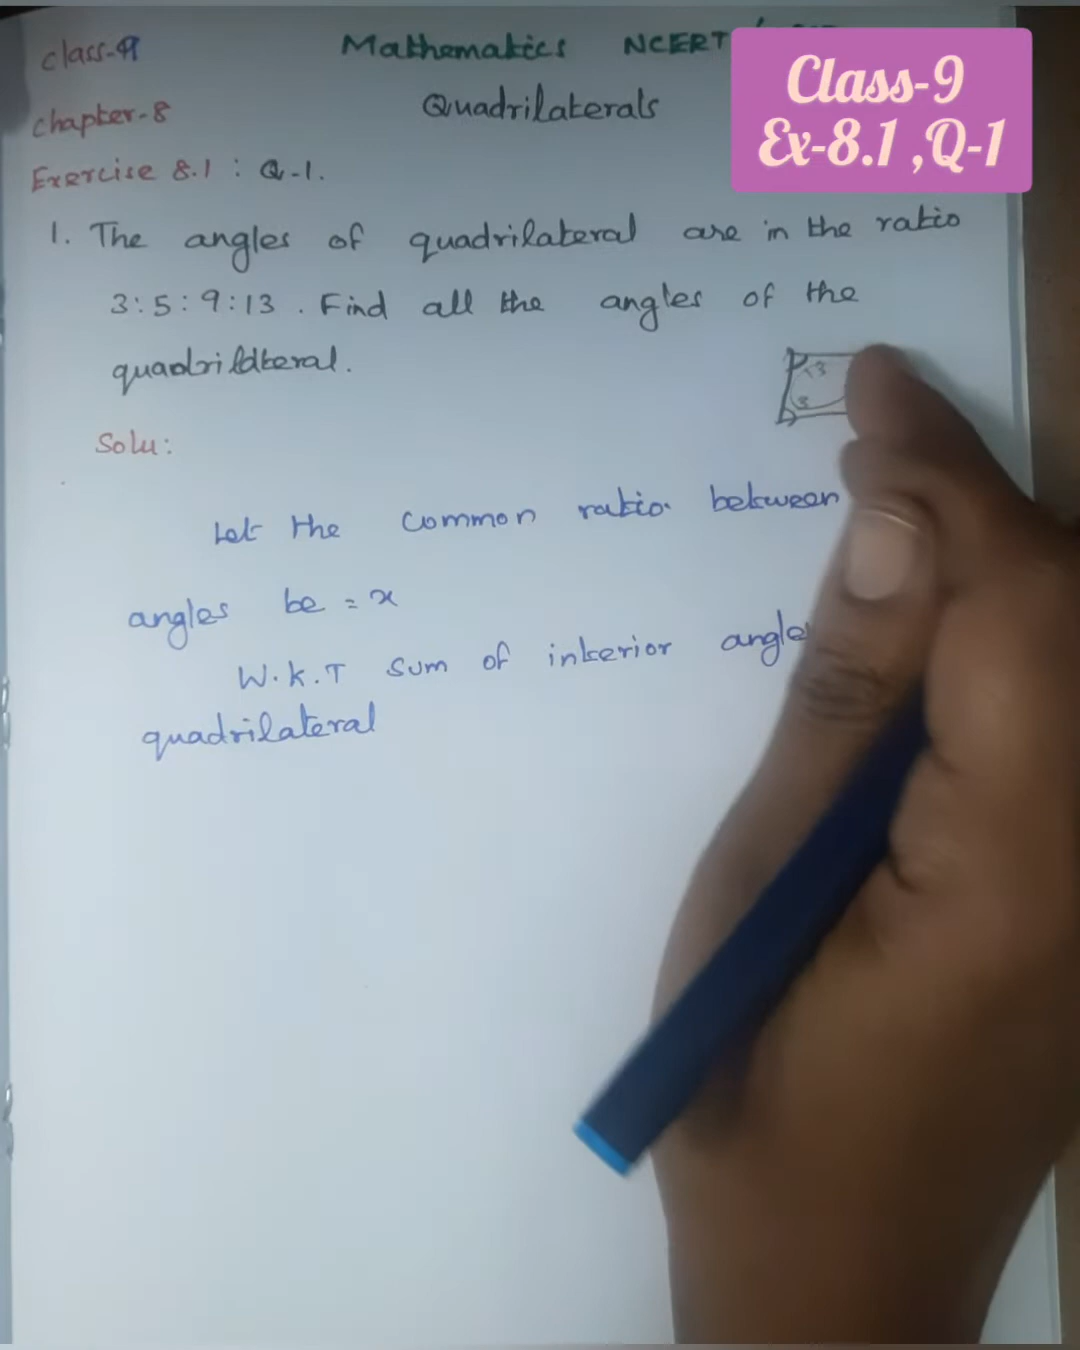 class-9
Mathematics NCERT
Class-9
Ex-8.1 ,Q-1
chapter-8
Quadrilaterals
Exercise 8.1 : Q-1.
1. The angles of quadrilateral are in the ratio
3:5:9:13 . Find all the angles of the
quadrilateral.
3
3
Solu:
Let the common ratio between
angles be = x
W.K.T sum of interior angle
quadrilateral